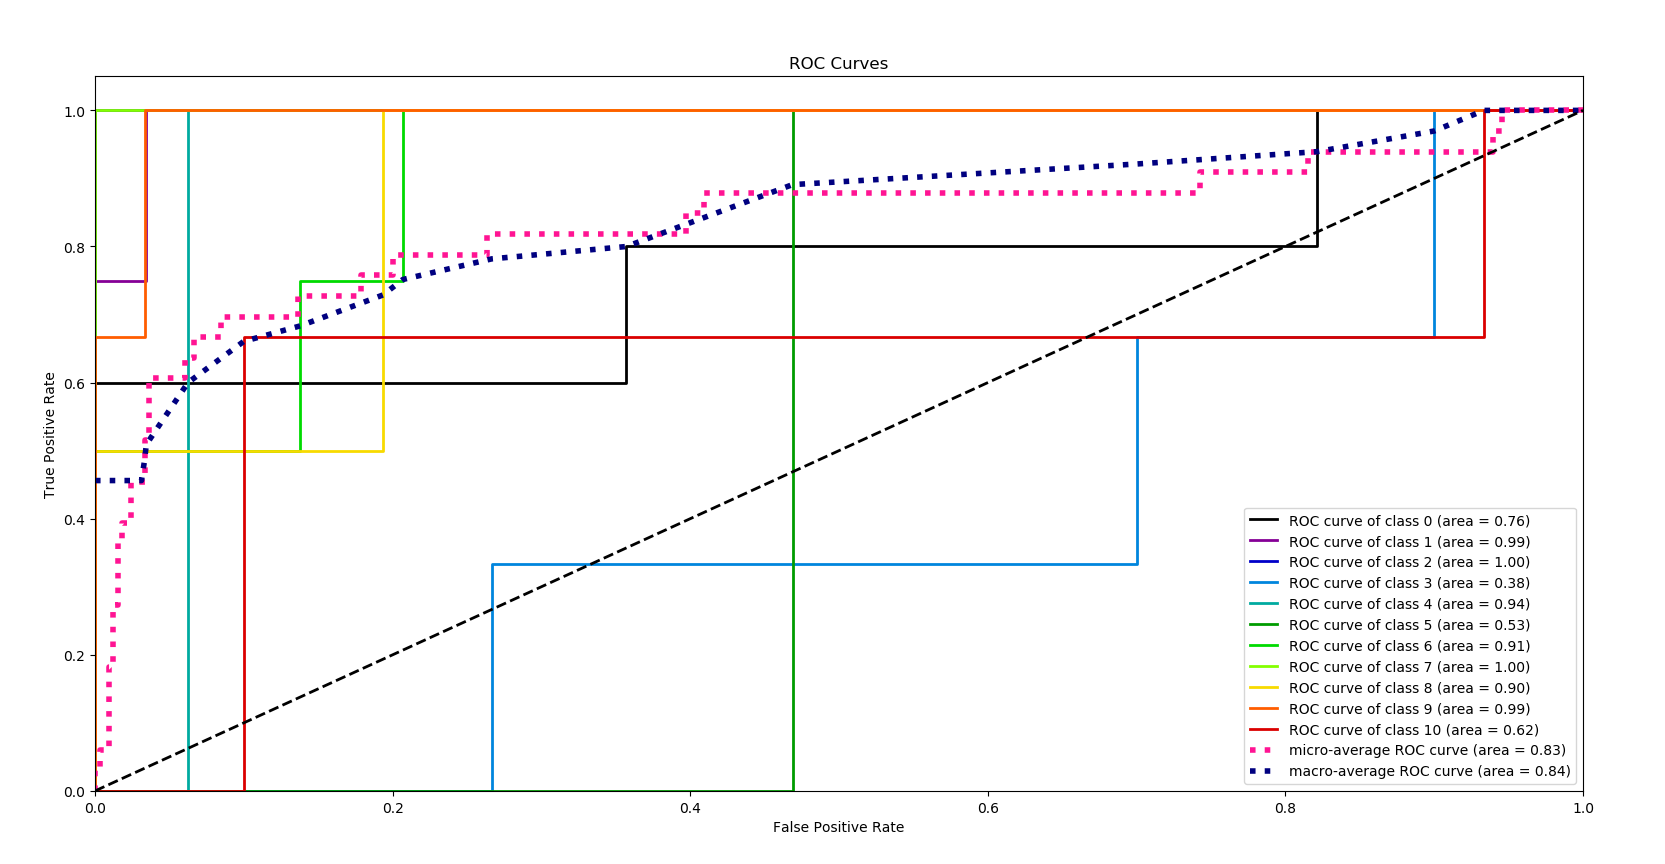 ROC Curves
True Positive Rate
1.0
0.8
0.6
0.4
0.2
0.0
0.0 0.2 0.4 0.6 0.8 1.0
False Positive Rate
ROC curve of class 0 (area = 0.76)
ROC curve of class 1 (area = 0.99)
ROC curve of class 2 (area = 1.00)
ROC curve of class 3 (area = 0.38)
ROC curve of class 4 (area = 0.94)
ROC curve of class 5 (area = 0.53)
ROC curve of class 6 (area = 0.91)
ROC curve of class 7 (area = 1.00)
ROC curve of class 8 (area = 0.90)
ROC curve of class 9 (area = 0.99)
ROC curve of class 10 (area = 0.62)
micro-average ROC curve (area = 0.83)
macro-average ROC curve (area = 0.84)